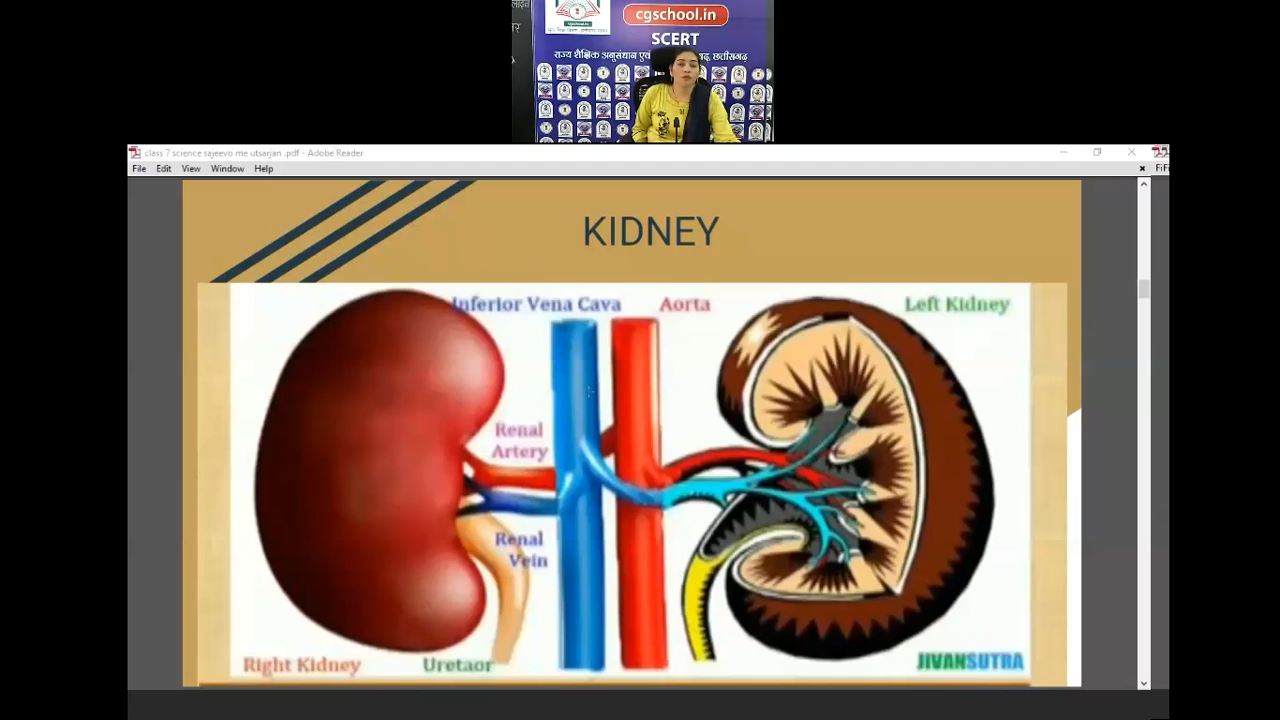 cgschool.in
SCERT
class 7 science sajeevo me utsarjan .pdf - Adobe Reader
File Edit View Window Help
KIDNEY
Inferior Vena Cava Aorta Left Kidney
Renal
Artery
Renal
Vein
Right Kidney Uretaor
JIVANSUTRA